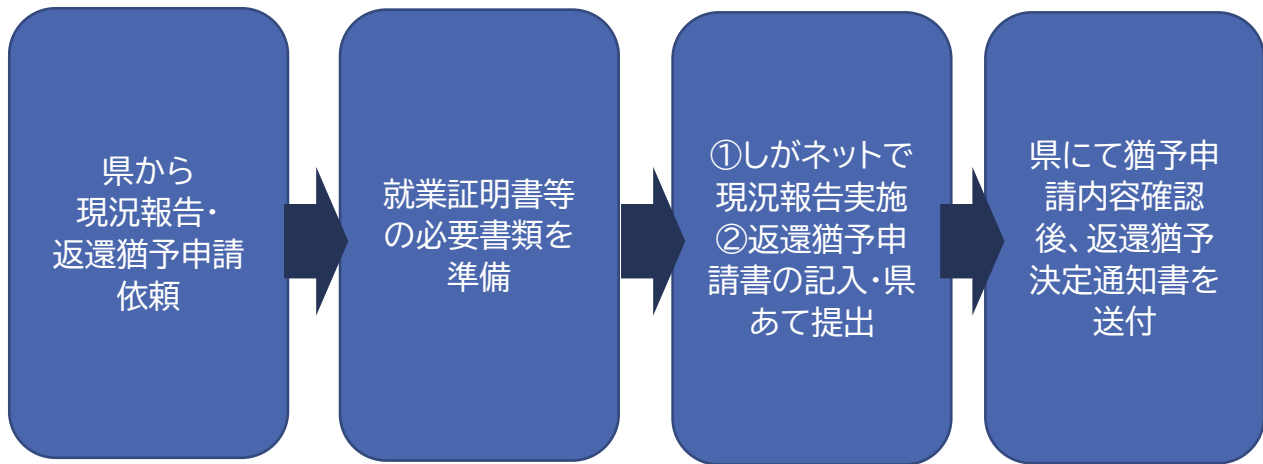 県から
現況報告・
返還猶予申請
依頼
就業証明書等
の必要書類を
準備
①しがネットで
現況報告実施
②返還猶予申
請書の記入・県
あて提出
県にて猶予申
請内容確認
後、返還猶予
決定通知書を
送付